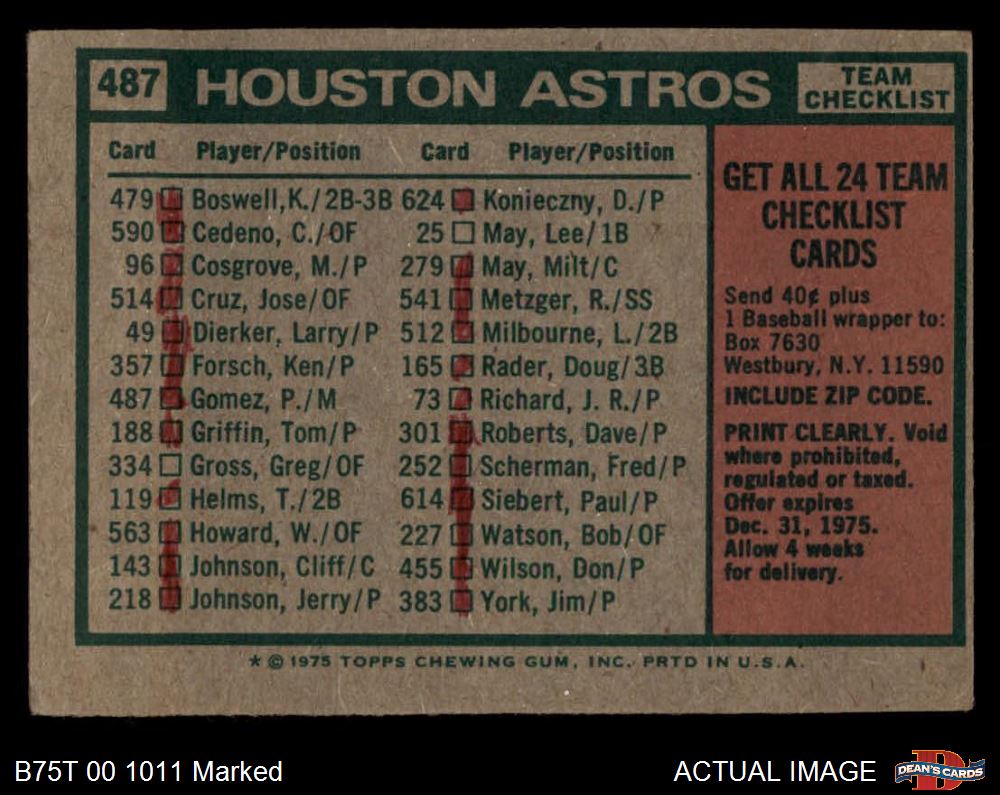 487 HOUSTON ASTROS TEAM CHECKLIST
Card Player/Position Card Player/Position
479 Boswell,K./2B-3B 624 Konieczny, D./P
590 Cedeno, C./OF 25 May, Lee/1B
96 Cosgrove, M./P 279 May, Milt/C
514 Cruz, Jose/OF 541 Metzger, R./SS
49 Dierker, Larry/P 512 Milbourne, L./2B
357 Forsch, Ken/P 165 Rader, Doug/3B
487 Gomez, P./M 73 Richard, J. R./P
188 Griffin, Tom/P 301 Roberts, Dave/P
334 Gross, Greg/OF 252 Scherman, Fred/P
119 Helms, T./2B 614 Siebert, Paul/P
563 Howard, W./OF 227 Watson, Bob/OF
143 Johnson, Cliff/C 455 Wilson, Don/P
218 Johnson, Jerry/P 383 York, Jim/P
GET ALL 24 TEAM
CHECKLIST
CARDS
Send 40¢ plus
1 Baseball wrapper to:
Box 7630
Westbury, N.Y. 11590
INCLUDE ZIP CODE.
PRINT CLEARLY. Void
where prohibited,
regulated or taxed.
Offer expires
Dec. 31, 1975.
Allow 4 weeks
for delivery.
★ © 1975 TOPPS CHEWING GUM, INC. PRTD IN U.S.A.
B75T 00 1011 Marked ACTUAL IMAGE DEAN'S CARDS